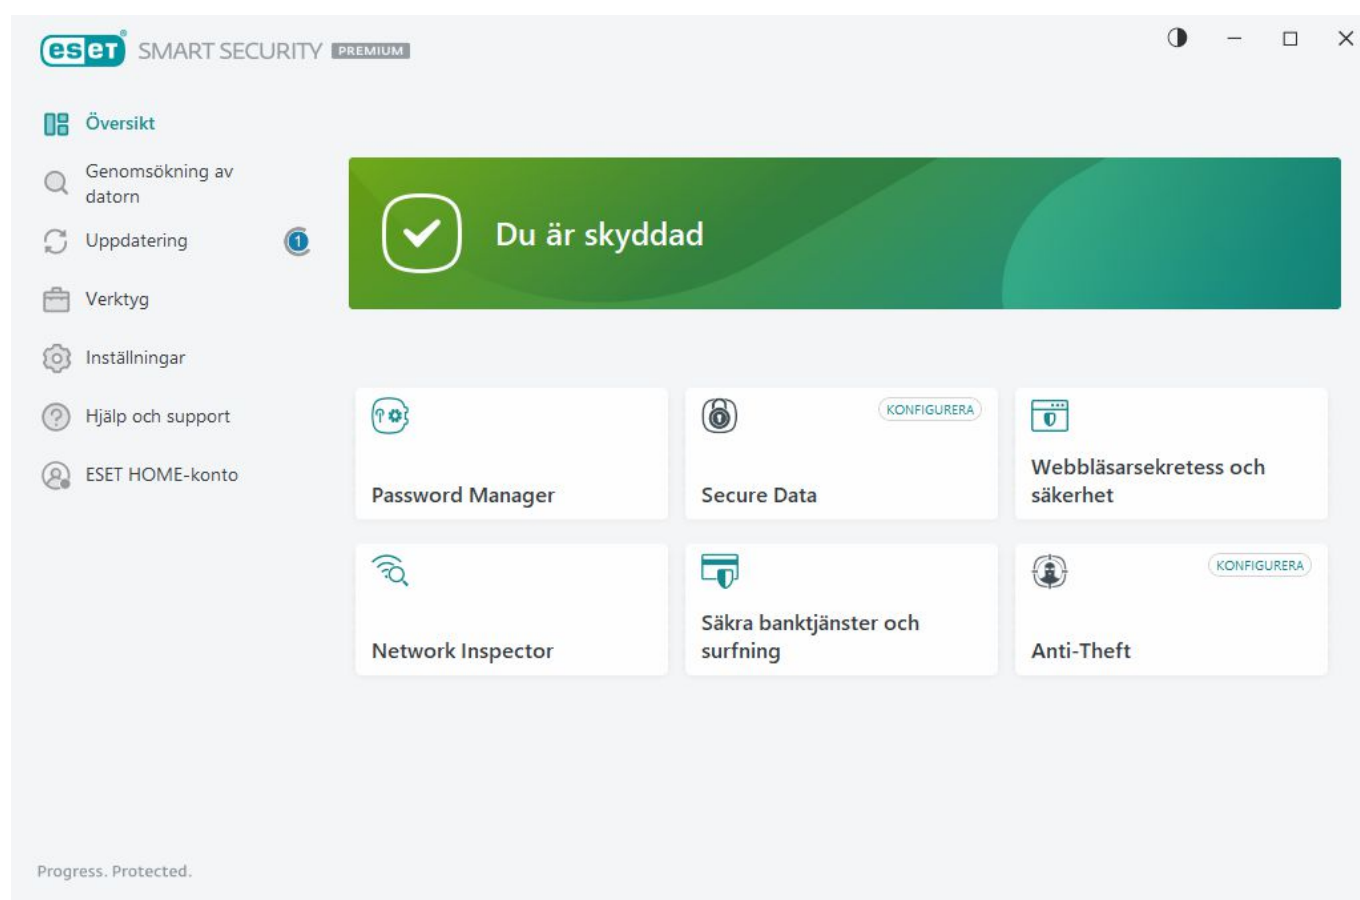 eset SMART SECURITY PREMIUM
Översikt
Genomsökning av
datorn
Uppdatering 1
Verktyg
Inställningar
Hjälp och support
ESET HOME-konto
Du är skyddad
Password Manager
KONFIGURERA
Secure Data
Webbläsarsekretess och
säkerhet
Network Inspector
Säkra banktjänster och
surfning
KONFIGURERA
Anti-Theft
Progress. Protected.